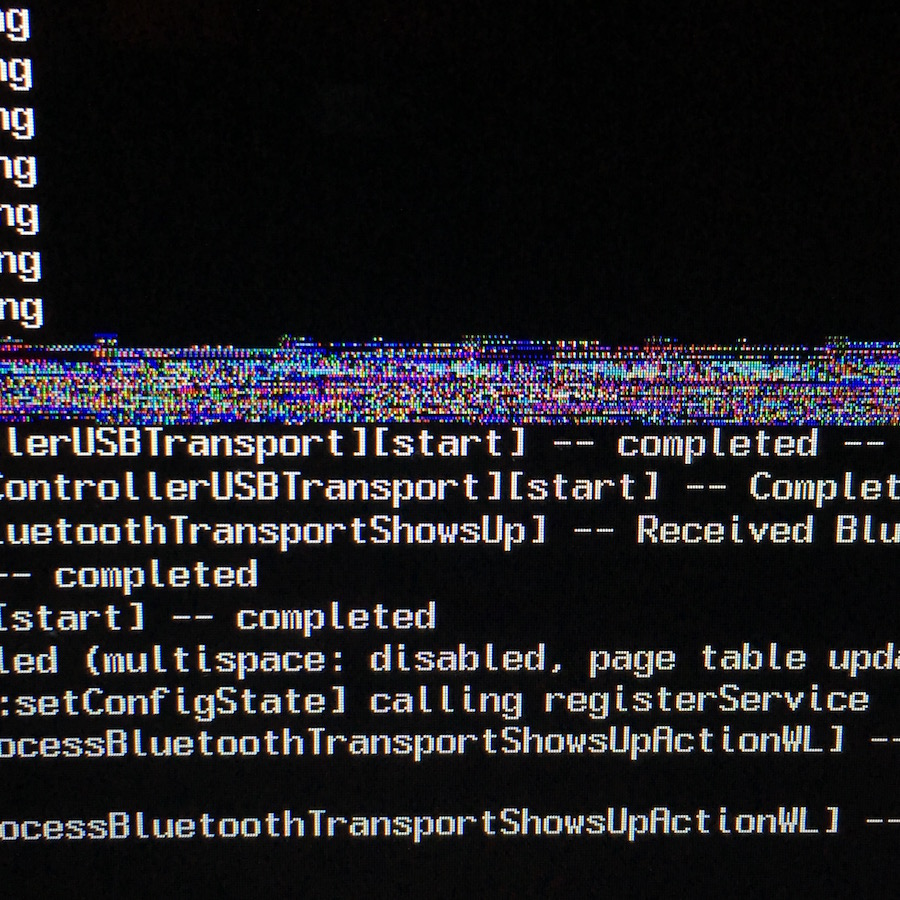 ng
ng
ng
ng
ng
ng
ng
lerUSBTransport][start] -- completed --
ControllerUSBTransport][start] -- Complet
luetoothTransportShowsUp] -- Received Blu
-- completed
[start] -- completed
led (multispace: disabled, page table upda
:setConfigState] calling registerService
ocessBluetoothTransportShowsUpActionWL] --
ocessBluetoothTransportShowsUpActionWL] --